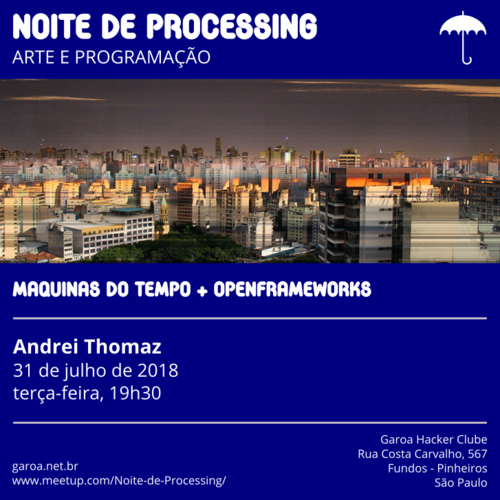 NOITE DE PROCESSING
ARTE E PROGRAMAÇÃO
MAQUINAS DO TEMPO + OPENFRAMEWORKS
Andrei Thomaz
31 de julho de 2018
terça-feira, 19h30
Garoa Hacker Clube
Rua Costa Carvalho, 567
Fundos - Pinheiros
São Paulo
garoa.net.br
www.meetup.com/Noite-de-Processing/